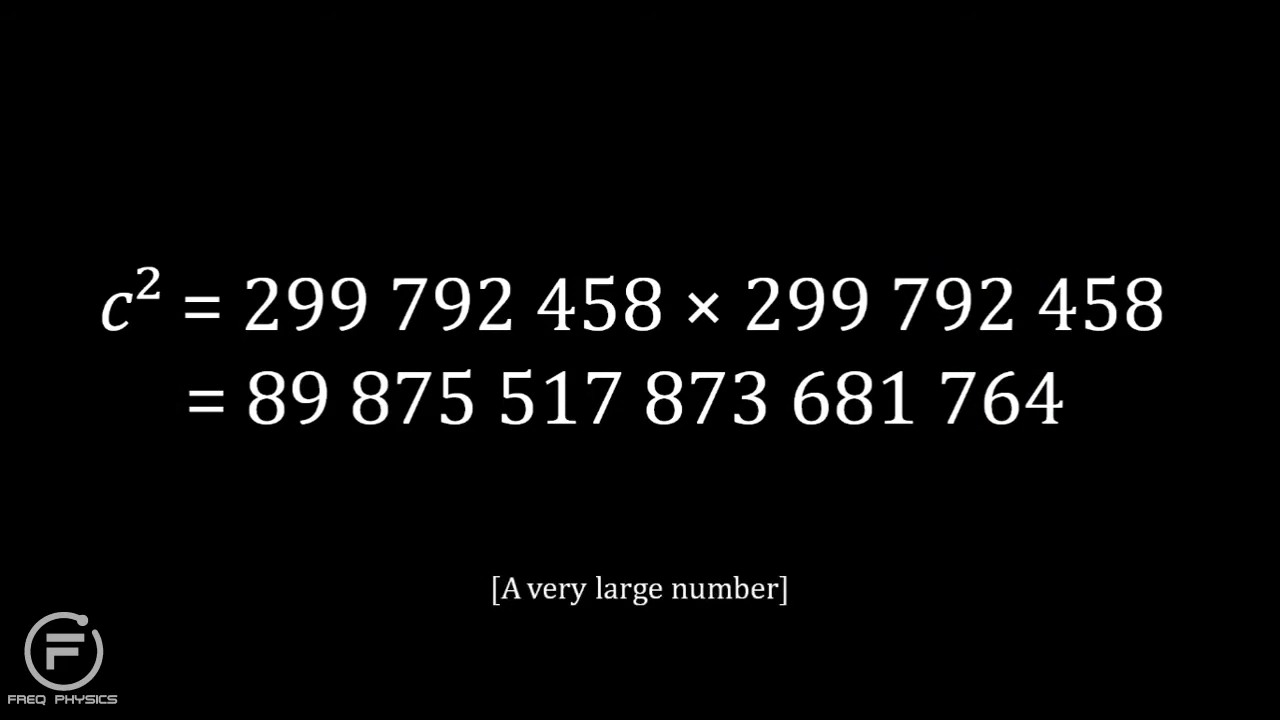 c² = 299 792 458 × 299 792 458
= 89 875 517 873 681 764
[A very large number]
F
FREQ PHYSICS